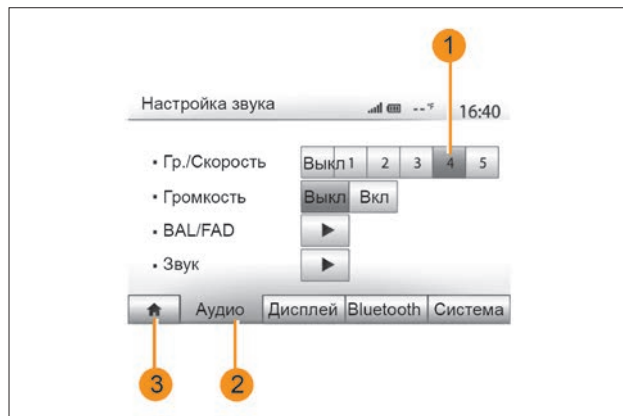 1
Настройка звука --°F 16:40
• Гр./Скорость Выкл 1 2 3 4 5
• Громкость Выкл Вкл
• BAL/FAD
• Звук
Аудио Дисплей Bluetooth Система
3 2